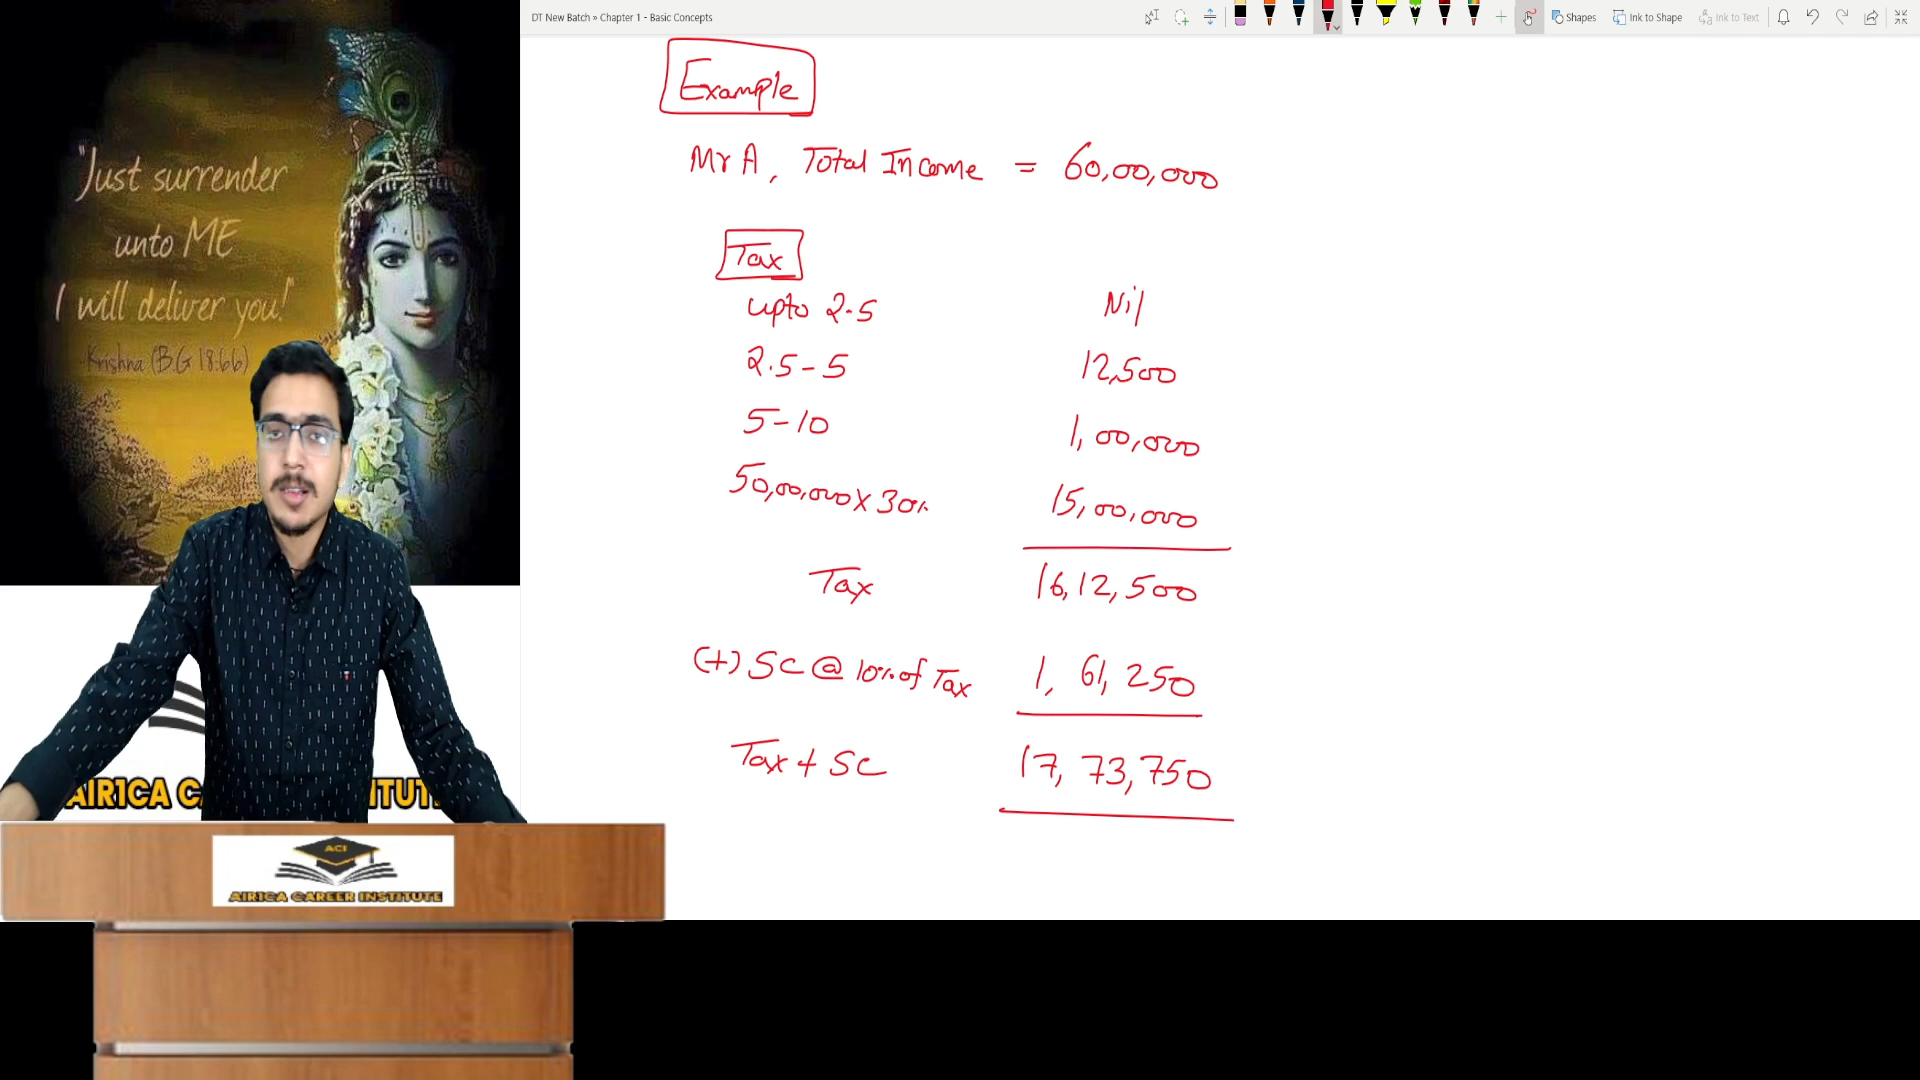 DT New Batch » Chapter 1 - Basic Concepts
Shapes
Ink to Shape
Ink to Text
"Just surrender
unto ME
I will deliver you!"
-Krishna (B.G 18:66)
Example
Mr A, Total Income = 60,00,000
Tax
upto 2.5 Nil
2.5 - 5 12,500
5 - 10 1,00,000
50,00,000 x 30% 15,00,000
Tax 16,12,500
(+) SC @ 10% of Tax 1,61,250
Tax + SC 17,73,750
ACI
AIR1CA CAREER INSTITUTE